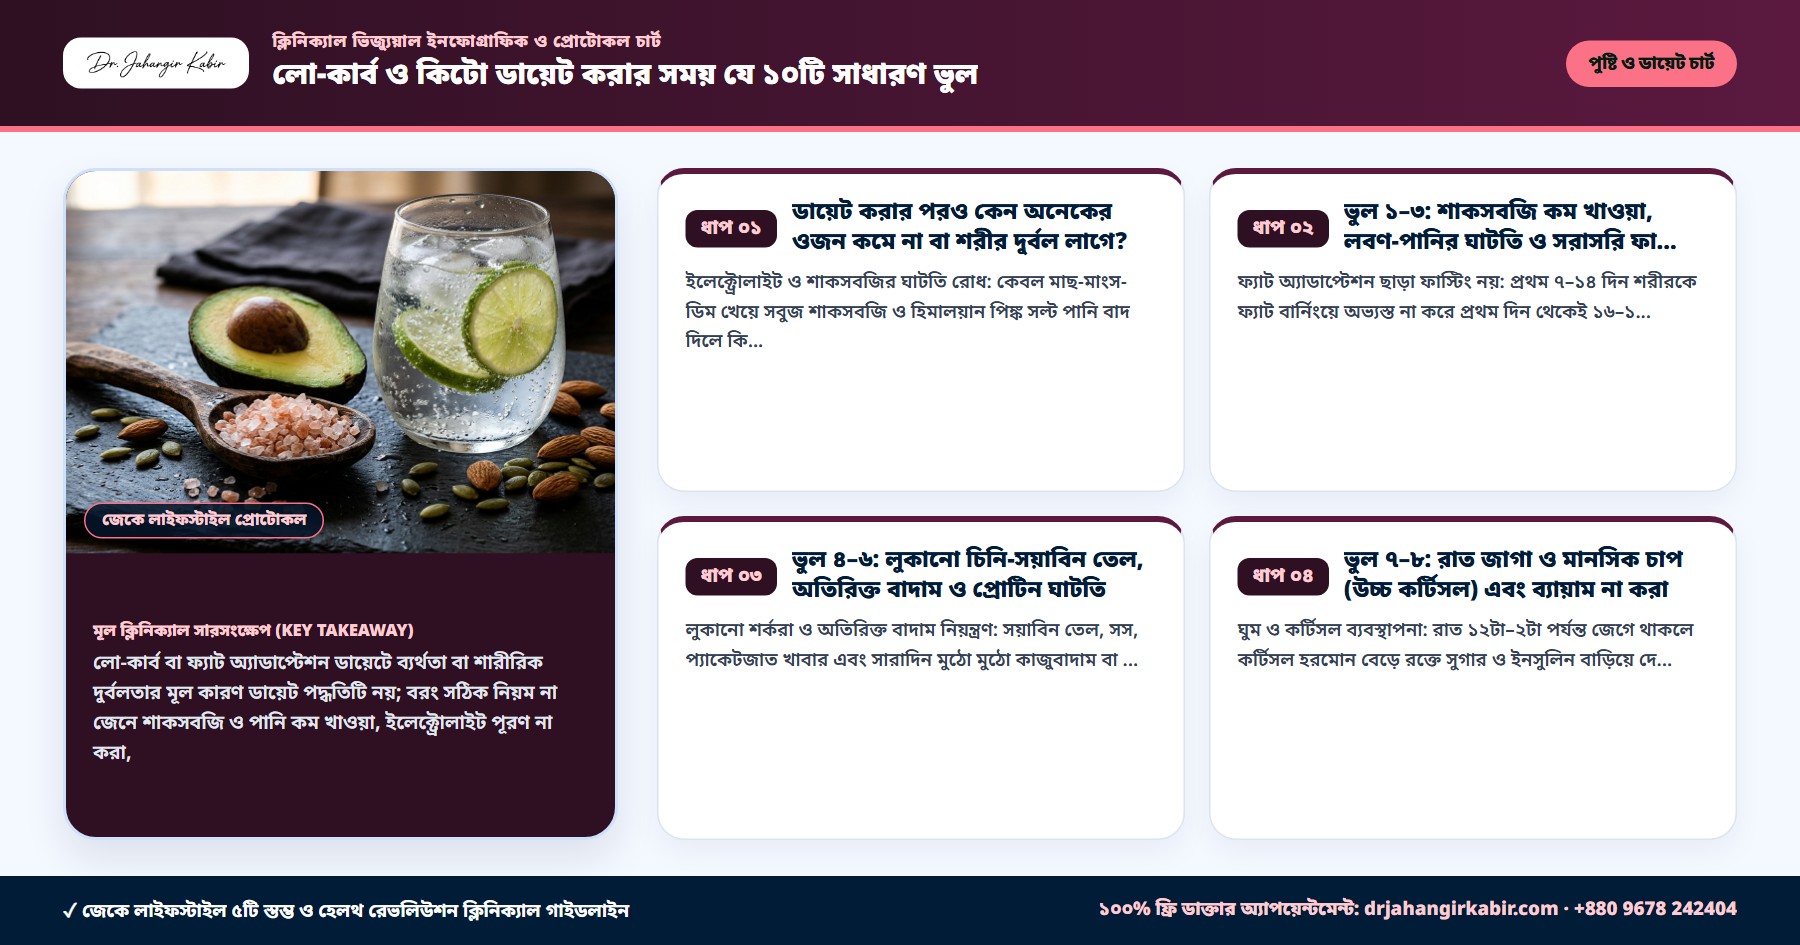 Dr. Jahangir Kabir
ক্লিনিক্যাল ভিজ্যুয়াল ইনফোগ্রাফিক ও প্রোটোকল চার্ট
লো-কার্ব ও কিটো ডায়েট করার সময় যে ১০টি সাধারণ ভুল
পুষ্টি ও ডায়েট চার্ট
জেকে লাইফস্টাইল প্রোটোকল
মূল ক্লিনিক্যাল সারসংক্ষেপ (KEY TAKEAWAY)
লো-কার্ব বা ফ্যাট অ্যাডাপ্টেশন ডায়েটে ব্যর্থতা বা শারীরিক
দুর্বলতার মূল কারণ ডায়েট পদ্ধতিটি নয়; বরং সঠিক নিয়ম না
জেনে শাকসবজি ও পানি কম খাওয়া, ইলেক্ট্রোলাইট পূরণ না
করা,
ধাপ ০১
ডায়েট করার পরও কেন অনেকের
ওজন কমে না বা শরীর দুর্বল লাগে?
ইলেক্ট্রোলাইট ও শাকসবজির ঘাটতি রোধ: কেবল মাছ-মাংস-
ডিম খেয়ে সবুজ শাকসবজি ও হিমালয়ান পিঙ্ক সল্ট পানি বাদ
দিলে কি...
ধাপ ০২
ভুল ১–৩: শাকসবজি কম খাওয়া,
লবণ-পানির ঘাটতি ও সরাসরি ফা...
ফ্যাট অ্যাডাপ্টেশন ছাড়া ফাস্টিং নয়: প্রথম ৭–১৪ দিন শরীরকে
ফ্যাট বার্নিংয়ে অভ্যস্ত না করে প্রথম দিন থেকেই ১৬–১...
ধাপ ০৩
ভুল ৪–৬: লুকানো চিনি-সয়াবিন তেল,
অতিরিক্ত বাদাম ও প্রোটিন ঘাটতি
লুকানো শর্করা ও অতিরিক্ত বাদাম নিয়ন্ত্রণ: সয়াবিন তেল, সস,
প্যাকেটজাত খাবার এবং সারাদিন মুঠো মুঠো কাজুবাদাম বা ...
ধাপ ০৪
ভুল ৭–৮: রাত জাগা ও মানসিক চাপ
(উচ্চ কর্টিসল) এবং ব্যায়াম না করা
ঘুম ও কর্টিসল ব্যবস্থাপনা: রাত ১২টা–২টা পর্যন্ত জেগে থাকলে
কর্টিসল হরমোন বেড়ে রক্তে সুগার ও ইনসুলিন বাড়িয়ে দে...
✓ জেকে লাইফস্টাইল ৫টি স্তম্ভ ও হেলথ রেভলিউশন ক্লিনিক্যাল গাইডলাইন
১০০% ফ্রি ডাক্তার অ্যাপয়েন্টমেন্ট: drjahangirkabir.com · +880 9678 242404